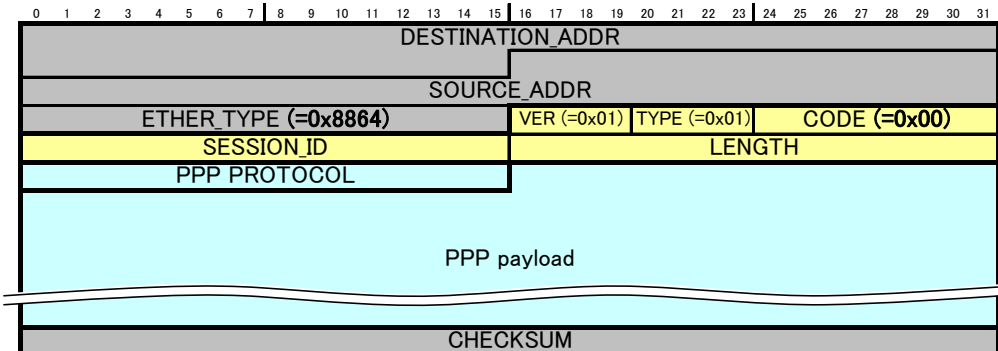 0 1 2 3 4 5 6 7 8 9 10 11 12 13 14 15 16 17 18 19 20 21 22 23 24 25 26 27 28 29 30 31
DESTINATION_ADDR
SOURCE_ADDR
ETHER_TYPE (=0x8864) VER (=0x01) TYPE (=0x01) CODE (=0x00)
SESSION_ID LENGTH
PPP PROTOCOL
PPP payload
CHECKSUM